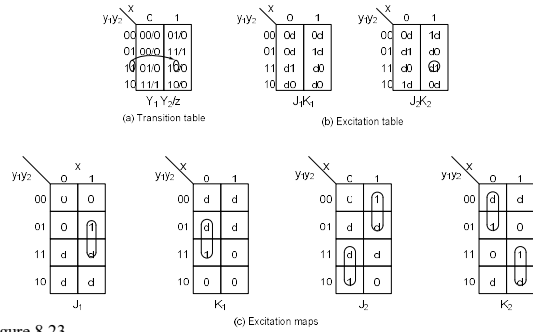 x
y₁y₂ 0 1
00 00/0 01/0
01 00/0 11/1
11 01/0 10/0
10 11/1 10/0
Y₁ Y₂/z
(a) Transition table
x
y₁y₂ 0 1
00 0d 0d
01 0d 1d
11 d1 d0
10 d0 d0
J₁K₁
x
y₁y₂ 0 1
00 0d 1d
01 d1 d0
11 d0 d1
10 1d 0d
J₂K₂
(b) Excitation table
x
y₁y₂ 0 1
00 0 0
01 0 1
11 d d
10 d d
J₁
x
y₁y₂ 0 1
00 d d
01 d d
11 1 0
10 0 0
K₁
x
y₁y₂ 0 1
00 0 1
01 d d
11 d d
10 1 0
J₂
x
y₁y₂ 0 1
00 d d
01 1 0
11 0 1
10 d d
K₂
(c) Excitation maps
gure 8.23